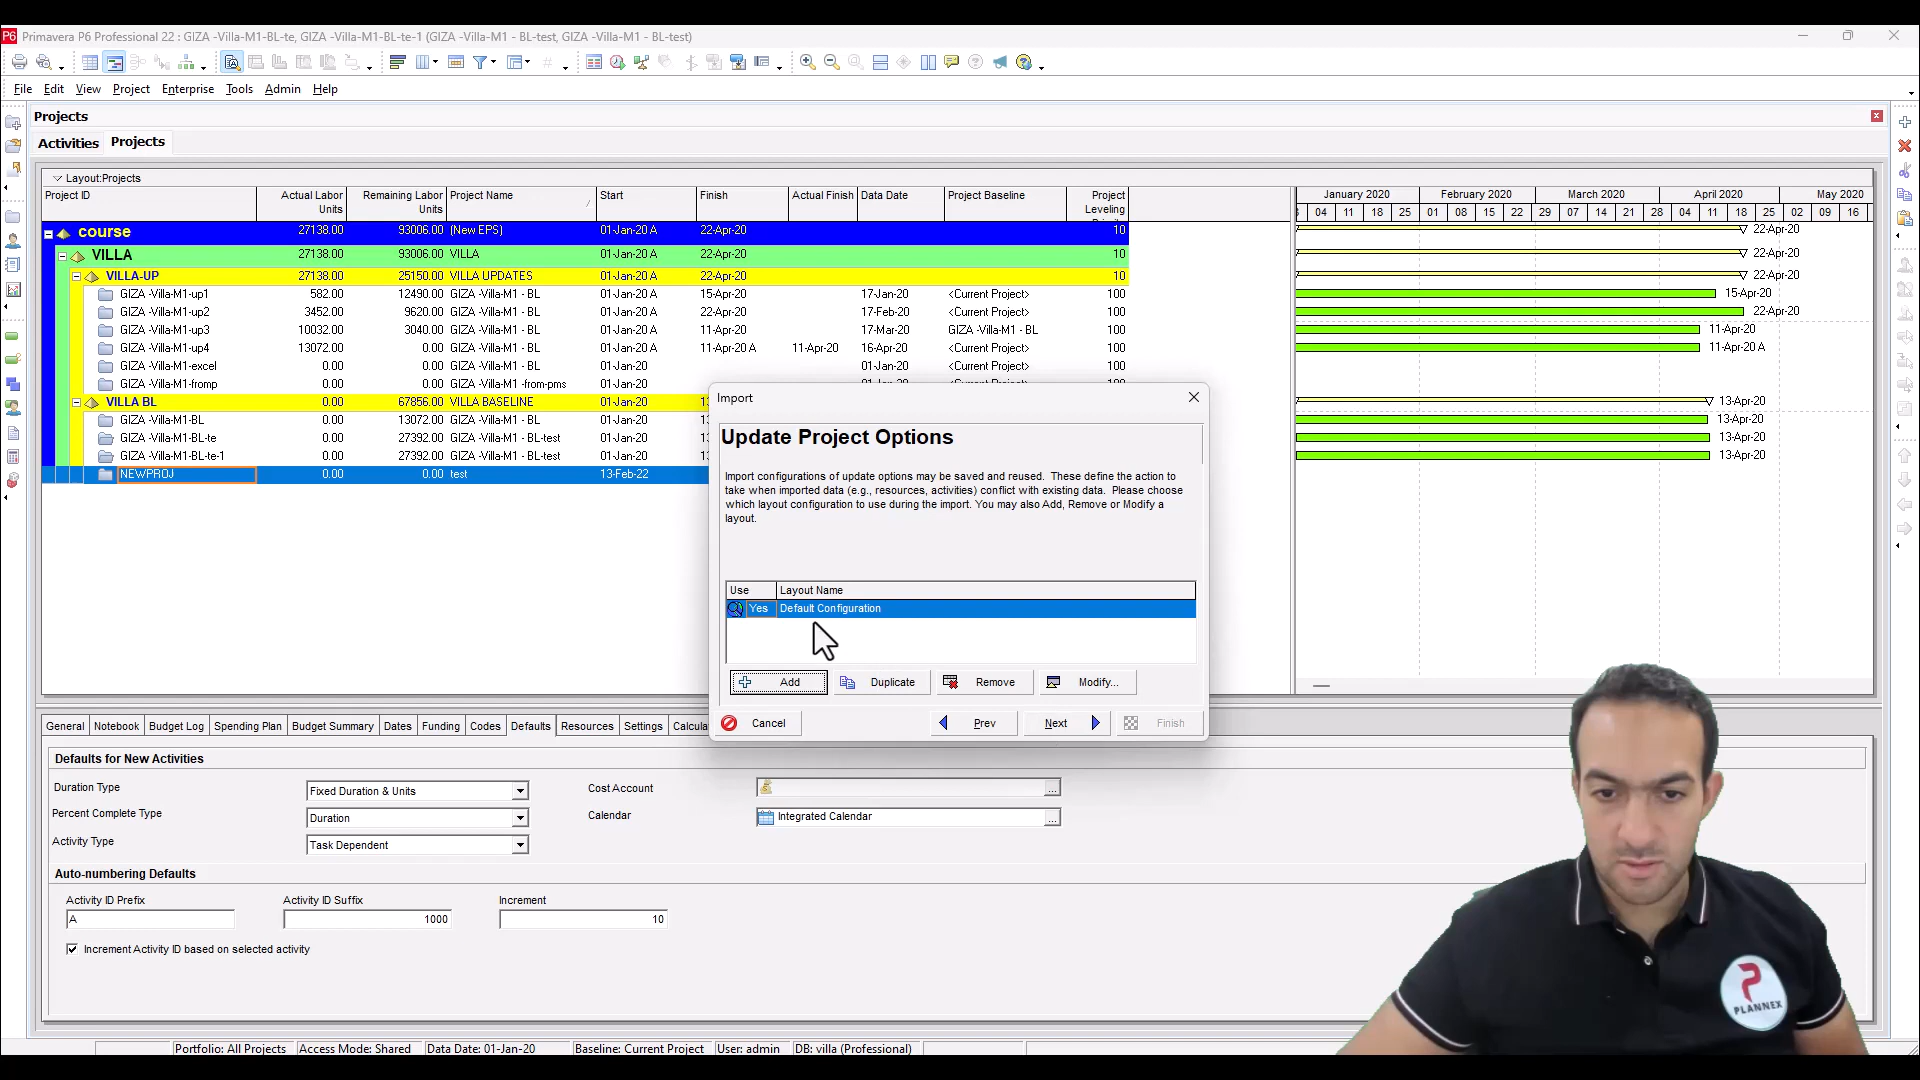 Primavera P6 Professional 22 : GIZA -Villa-M1-BL-te, GIZA -Villa-M1-BL-te-1 (GIZA -Villa-M1 - BL-test, GIZA -Villa-M1 - BL-test)
File Edit View Project Enterprise Tools Admin Help
Projects
Activities Projects
Layout:Projects
Project ID Actual Labor Units Remaining Labor Units Project Name Start Finish Actual Finish Data Date Project Baseline Project Leveling
January 2020 February 2020 March 2020 April 2020 May 2020
04 11 18 25 01 08 15 22 29 07 14 21 28 04 11 18 25 02 09 16
course 27138.00 93006.00 (New EPS) 01-Jan-20 A 22-Apr-20 10 22-Apr-20
VILLA 27138.00 93006.00 VILLA 01-Jan-20 A 22-Apr-20 10 22-Apr-20
VILLA-UP 27138.00 25150.00 VILLA UPDATES 01-Jan-20 A 22-Apr-20 10 22-Apr-20
GIZA -Villa-M1-up1 582.00 12490.00 GIZA -Villa-M1 - BL 01-Jan-20 A 15-Apr-20 17-Jan-20 <Current Project> 100 15-Apr-20
GIZA -Villa-M1-up2 3452.00 9620.00 GIZA -Villa-M1 - BL 01-Jan-20 A 22-Apr-20 17-Feb-20 <Current Project> 100 22-Apr-20
GIZA -Villa-M1-up3 10032.00 3040.00 GIZA -Villa-M1 - BL 01-Jan-20 A 11-Apr-20 17-Mar-20 GIZA -Villa-M1 - BL 100 11-Apr-20
GIZA -Villa-M1-up4 13072.00 0.00 GIZA -Villa-M1 - BL 01-Jan-20 A 11-Apr-20 A 11-Apr-20 16-Apr-20 <Current Project> 100 11-Apr-20 A
GIZA -Villa-M1-excel 0.00 0.00 GIZA -Villa-M1 - BL 01-Jan-20 01-Jan-20 <Current Project> 100
GIZA -Villa-M1-fromp 0.00 0.00 GIZA -Villa-M1 -from-pms 01-Jan-20
VILLA BL 0.00 67856.00 VILLA BASELINE 01-Jan-20 13-Apr-20
GIZA -Villa-M1-BL 0.00 13072.00 GIZA -Villa-M1 - BL 01-Jan-20 13-Apr-20
GIZA -Villa-M1-BL-te 0.00 27392.00 GIZA -Villa-M1 - BL-test 01-Jan-20 13-Apr-20
GIZA -Villa-M1-BL-te-1 0.00 27392.00 GIZA -Villa-M1 - BL-test 01-Jan-20 13-Apr-20
NEWPROJ 0.00 0.00 test 13-Feb-22
Import
Update Project Options
Import configurations of update options may be saved and reused. These define the action to
take when imported data (e.g., resources, activities) conflict with existing data. Please choose
which layout configuration to use during the import. You may also Add, Remove or Modify a
layout.
Use Layout Name
Yes Default Configuration
Add Duplicate Remove Modify...
Cancel Prev Next Finish
General Notebook Budget Log Spending Plan Budget Summary Dates Funding Codes Defaults Resources Settings
Defaults for New Activities
Duration Type Fixed Duration & Units Cost Account ...
Percent Complete Type Duration Calendar Integrated Calendar ...
Activity Type Task Dependent
Auto-numbering Defaults
Activity ID Prefix Activity ID Suffix Increment
A 1000 10
Increment Activity ID based on selected activity
Portfolio: All Projects Access Mode: Shared Data Date: 01-Jan-20 Baseline: Current Project User: admin DB: villa (Professional)
PLANNEX